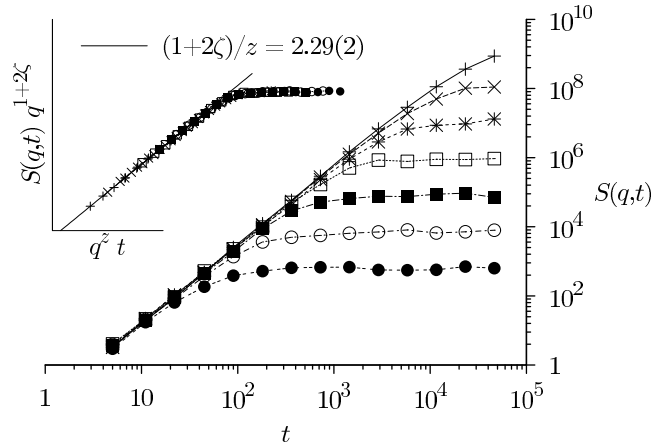 (1+2ζ)/z = 2.29(2)
S(q,t) q^{1+2ζ}
q^z t
10^10
10^8
10^6
S(q,t)
10^4
10^2
1
1 10 10^2 10^3 10^4 10^5
t